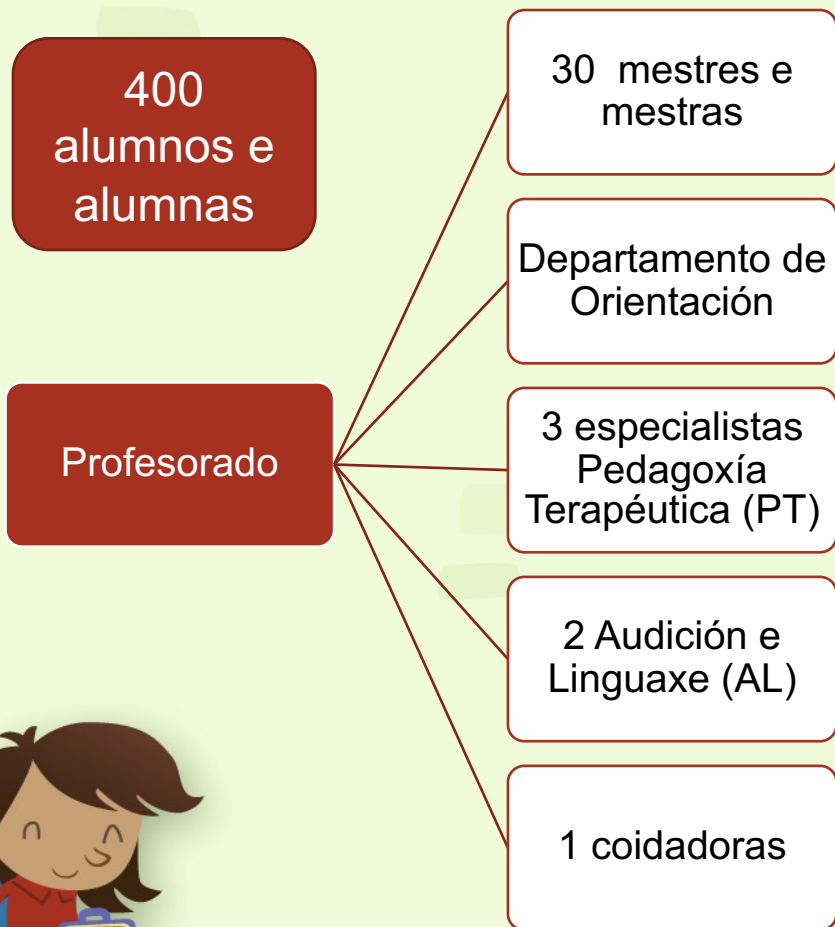 400
alumnos e
alumnas
Profesorado
30 mestres e
mestras
Departamento de
Orientación
3 especialistas
Pedagoxía
Terapéutica (PT)
2 Audición e
Linguaxe (AL)
1 coidadoras